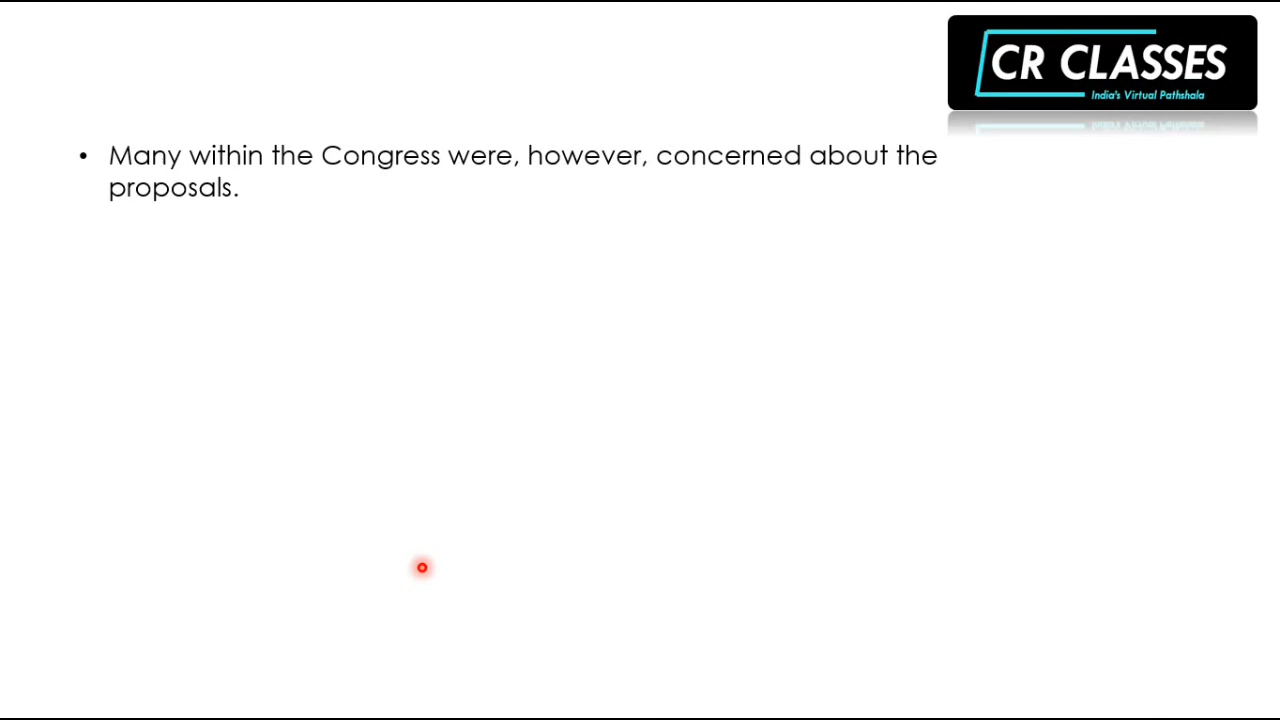 CR CLASSES
India's Virtual Pathshala
• Many within the Congress were, however, concerned about the
proposals.